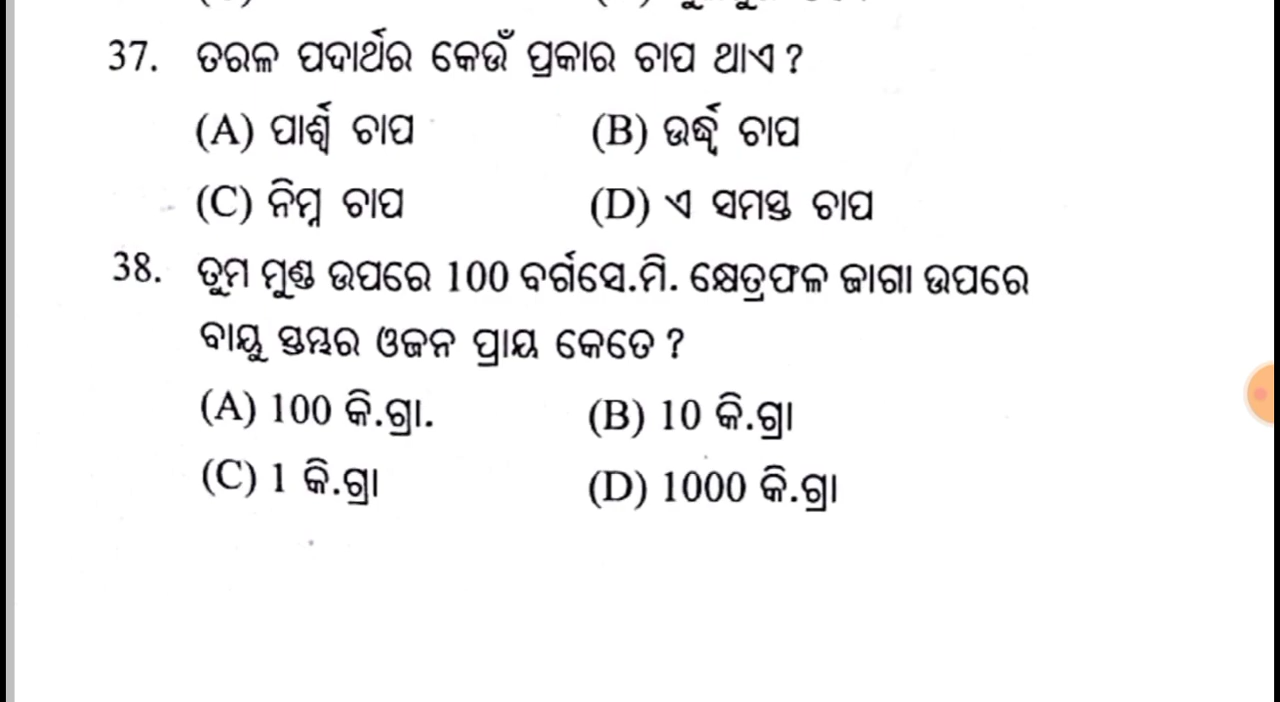 37. ତରଳ ପଦାର୍ଥର କେଉଁ ପ୍ରକାର ଚାପ ଥାଏ ?
(A) ପାର୍ଶ୍ୱ ଚାପ (B) ଉର୍ଦ୍ଧ୍ୱ ଚାପ
(C) ନିମ୍ନ ଚାପ (D) ଏ ସମସ୍ତ ଚାପ
38. ତୁମ ମୁଣ୍ଡ ଉପରେ 100 ବର୍ଗସେ.ମି. କ୍ଷେତ୍ରଫଳ ଜାଗା ଉପରେ
ବାୟୁ ସ୍ତମ୍ଭର ଓଜନ ପ୍ରାୟ କେତେ ?
(A) 100 କି.ଗ୍ରା. (B) 10 କି.ଗ୍ରା
(C) 1 କି.ଗ୍ରା (D) 1000 କି.ଗ୍ରା